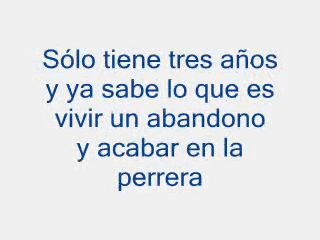 Sólo tiene tres años
y ya sabe lo que es
vivir un abandono
y acabar en la
perrera